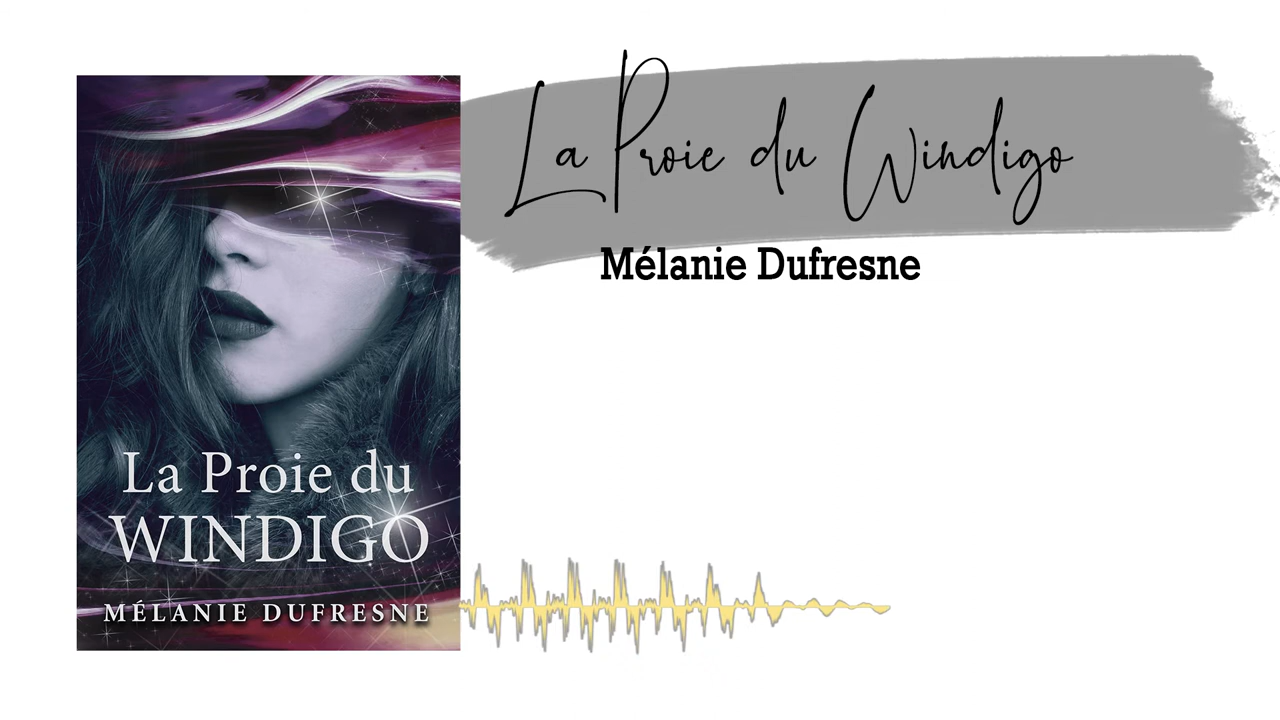 La Proie du
WINDIGO
MÉLANIE DUFRESNE
La Proie du Windigo
Mélanie Dufresne